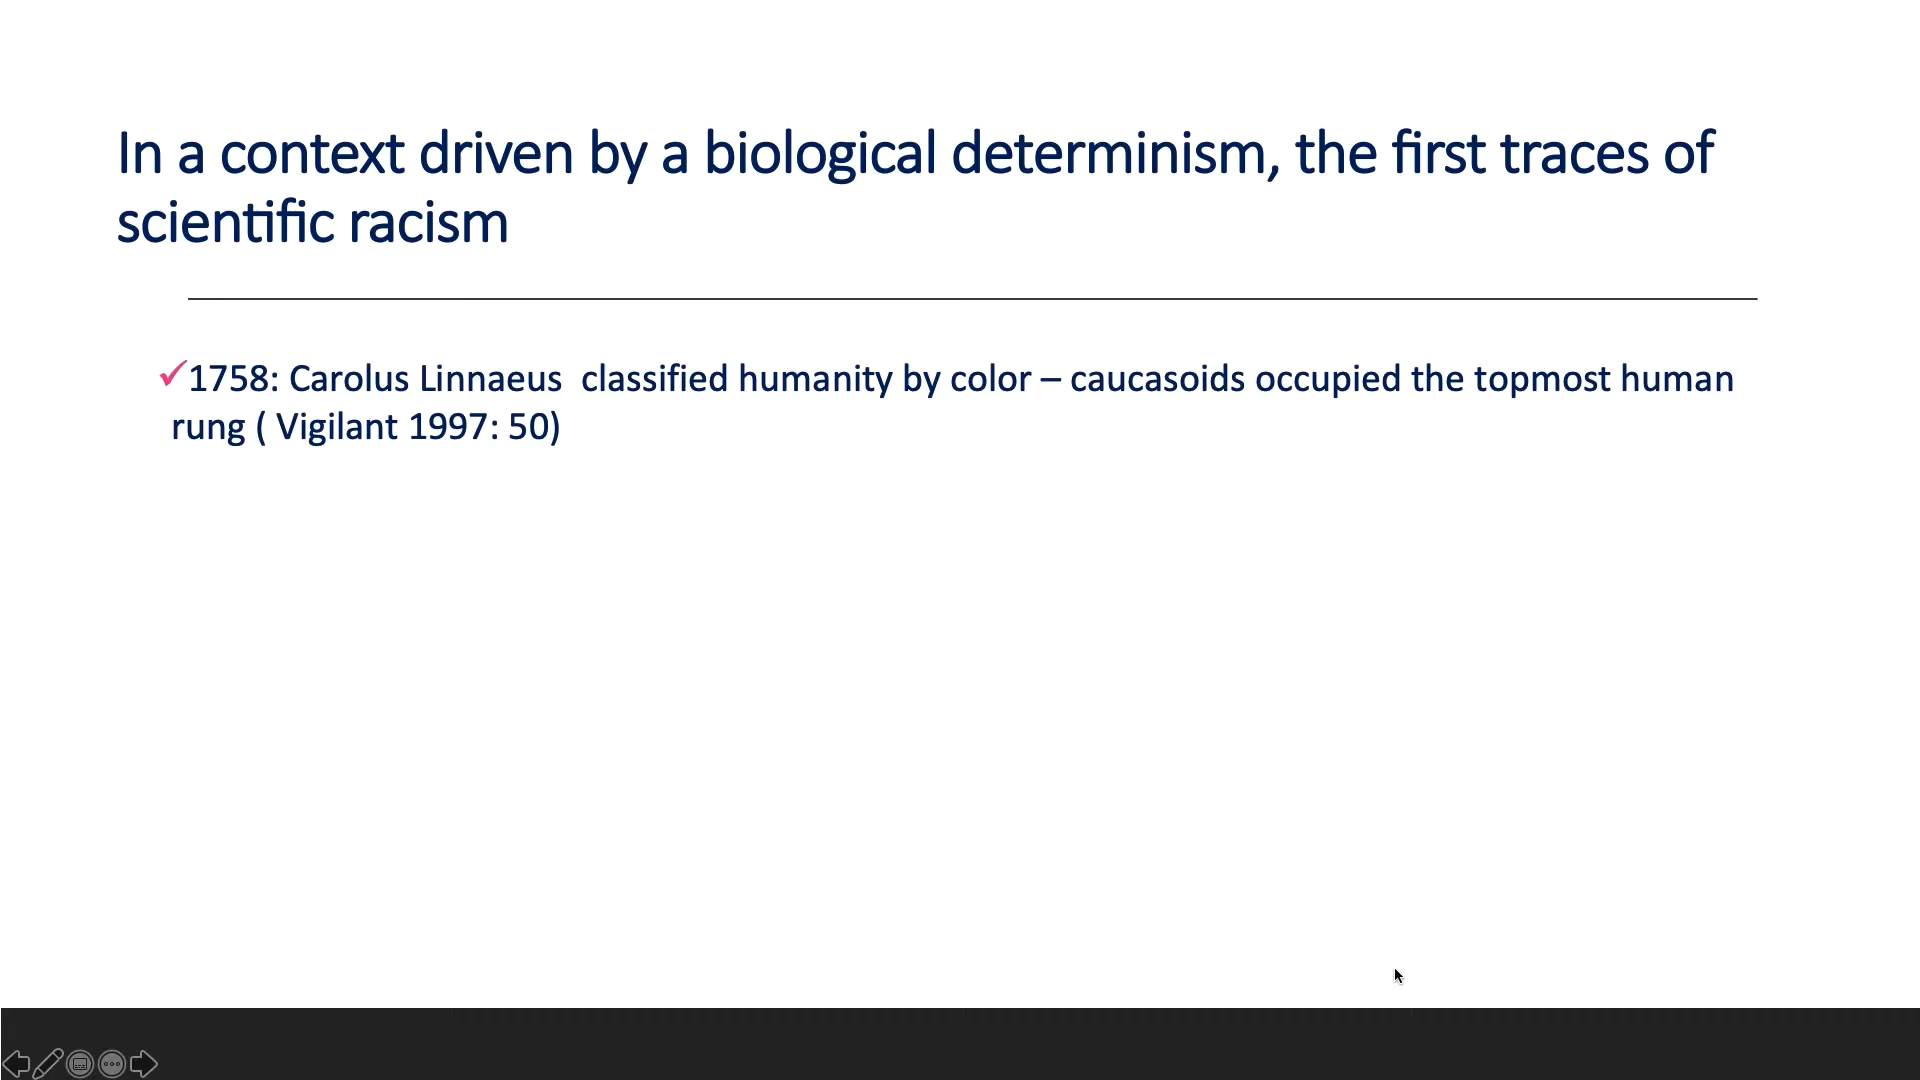 In a context driven by a biological determinism, the first traces of
scientific racism
✓1758: Carolus Linnaeus  classified humanity by color – caucasoids occupied the topmost human
rung ( Vigilant 1997: 50)